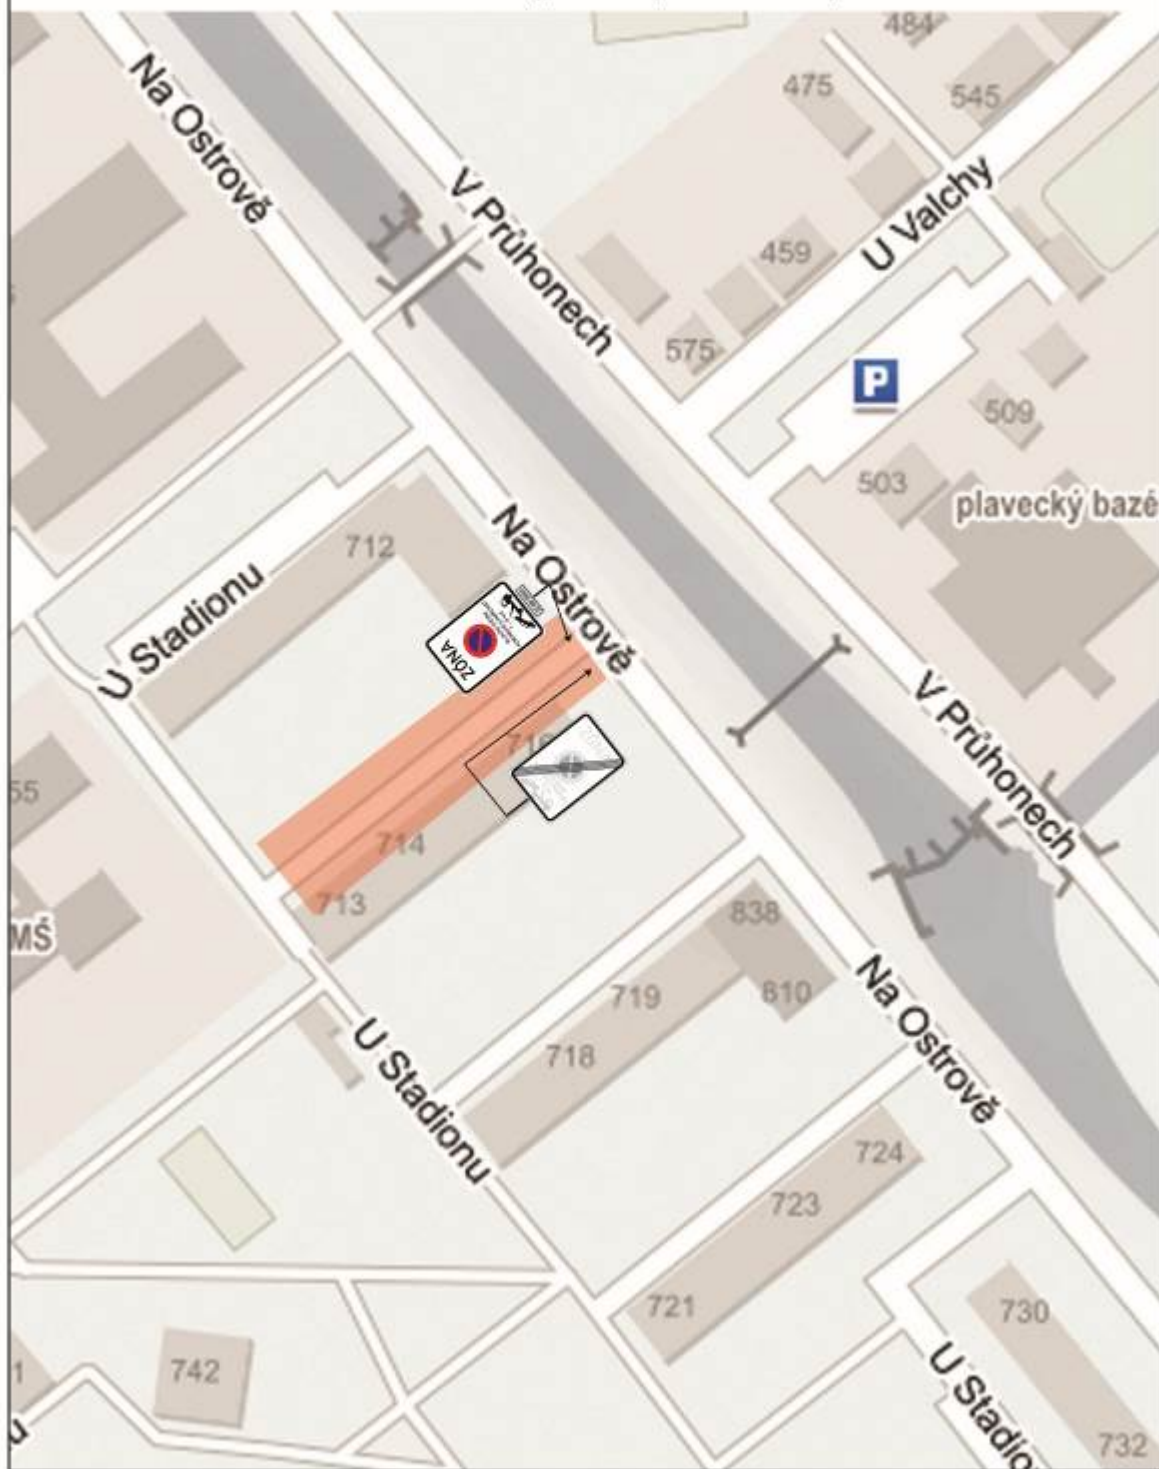 484
475
545
Na Ostrově
V Průhonech
U Valchy
459
575
P
509
503
plavecký bazé
712
Na Ostrově
U Stadionu
ZÓNA
V Průhonech
55
714
713
MŠ
838
719
810
718
Na Ostrově
U Stadionu
724
723
721
730
742
1
U Stadio
732